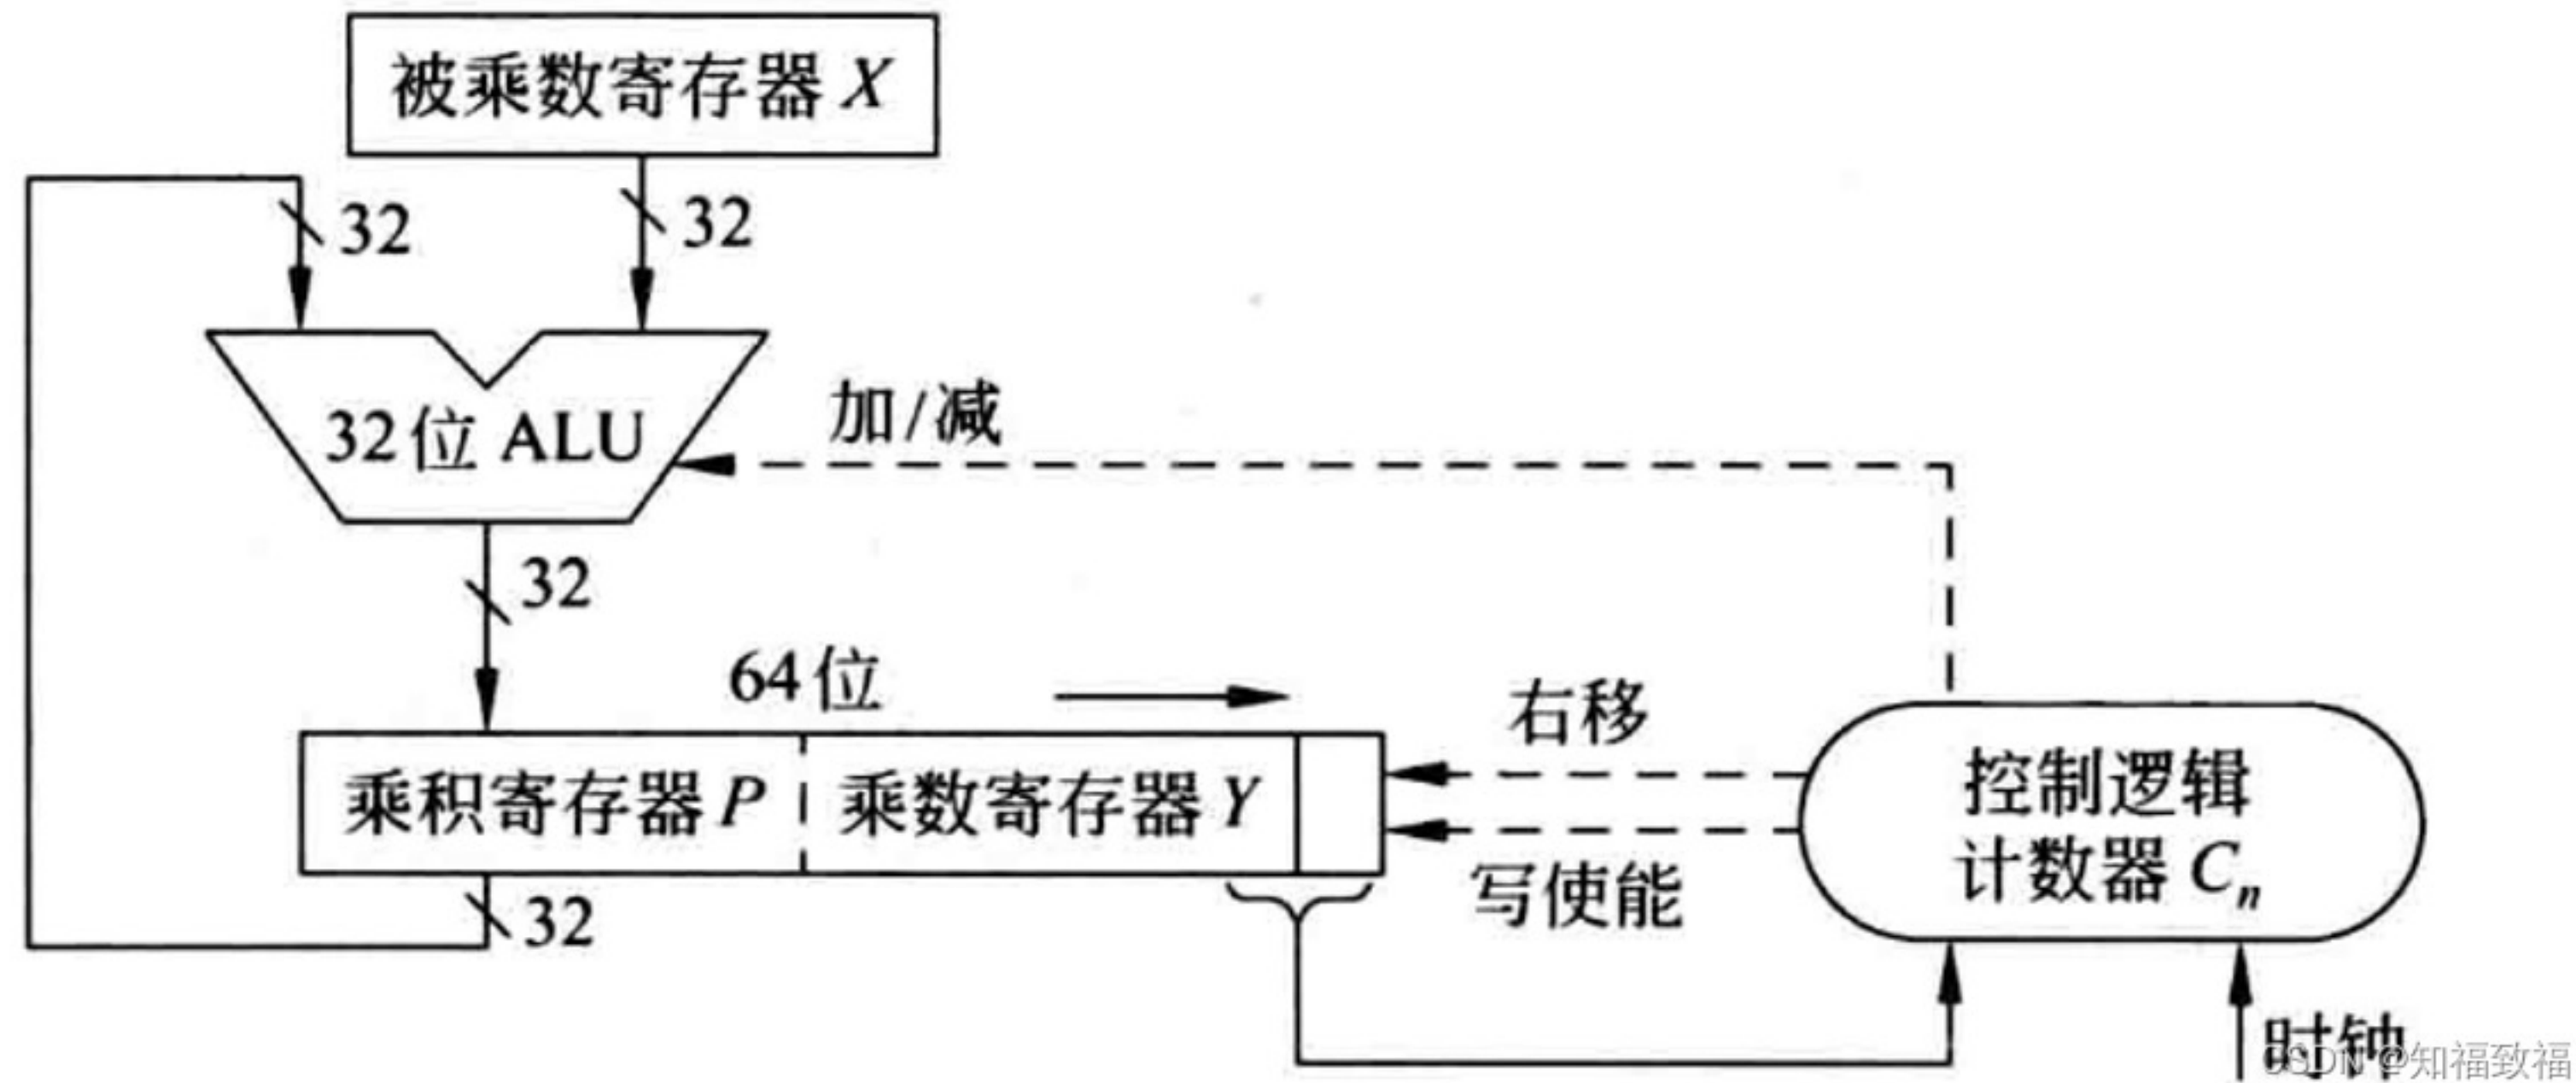 被乘数寄存器 X
32
32
32位 ALU
加/减
32
64位
右移
乘积寄存器 P
乘数寄存器 Y
写使能
控制逻辑
计数器 Cn
32
时钟
CSDN @知福致福